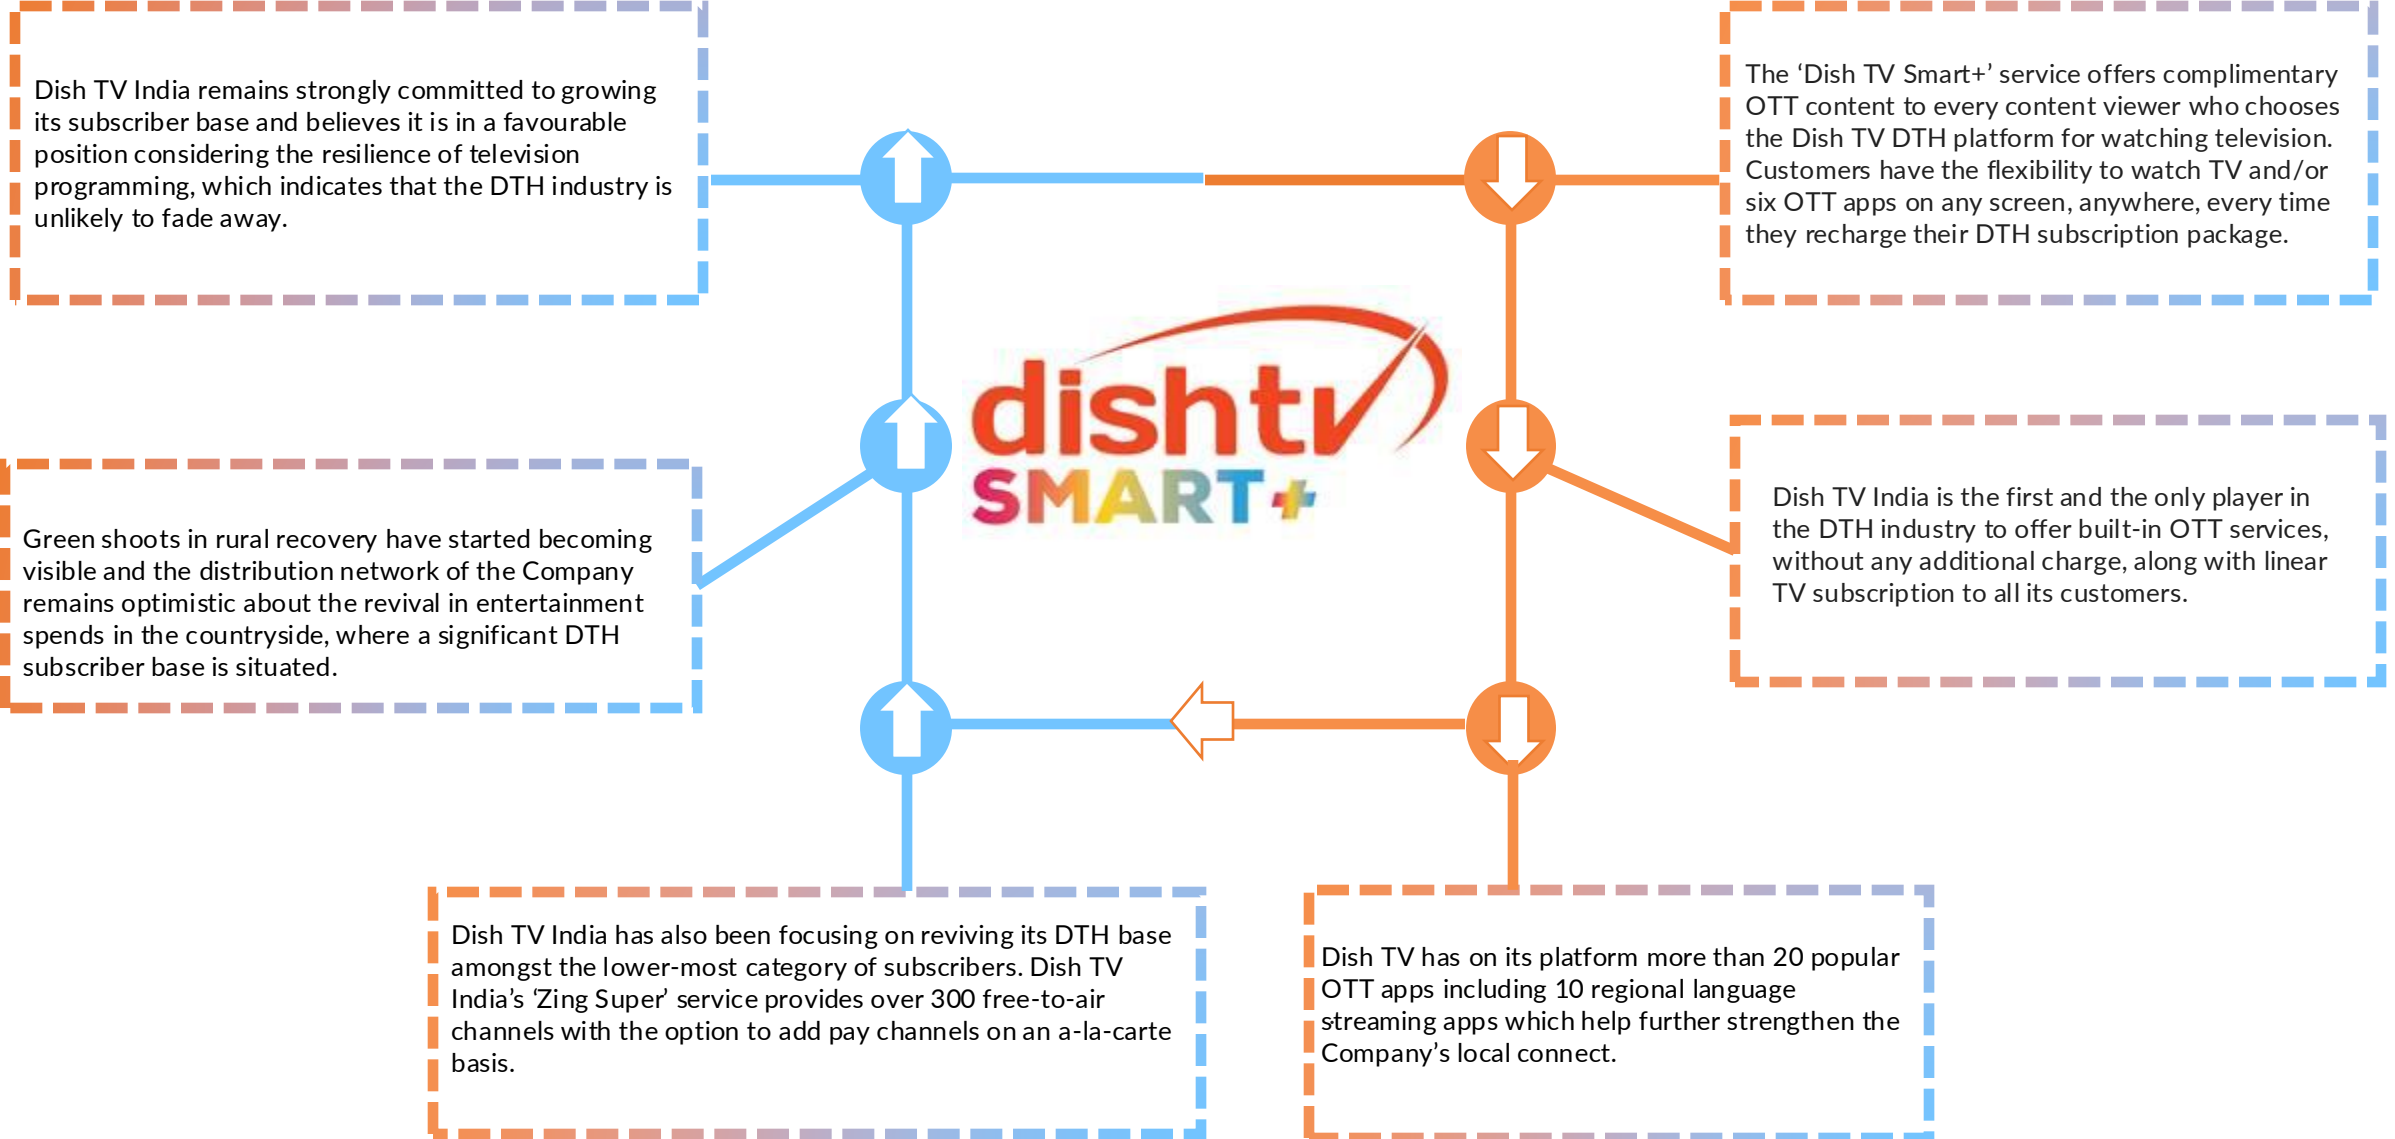 Dish TV India remains strongly committed to growing
its subscriber base and believes it is in a favourable
position considering the resilience of television
programming, which indicates that the DTH industry is
unlikely to fade away.
The ‘Dish TV Smart+’ service offers complimentary
OTT content to every content viewer who chooses
the Dish TV DTH platform for watching television.
Customers have the flexibility to watch TV and/or
six OTT apps on any screen, anywhere, every time
they recharge their DTH subscription package.
dishtv
SMART+
Green shoots in rural recovery have started becoming
visible and the distribution network of the Company
remains optimistic about the revival in entertainment
spends in the countryside, where a significant DTH
subscriber base is situated.
Dish TV India is the first and the only player in
the DTH industry to offer built-in OTT services,
without any additional charge, along with linear
TV subscription to all its customers.
Dish TV India has also been focusing on reviving its DTH base
amongst the lower-most category of subscribers. Dish TV
India’s ‘Zing Super’ service provides over 300 free-to-air
channels with the option to add pay channels on an a-la-carte
basis.
Dish TV has on its platform more than 20 popular
OTT apps including 10 regional language
streaming apps which help further strengthen the
Company’s local connect.